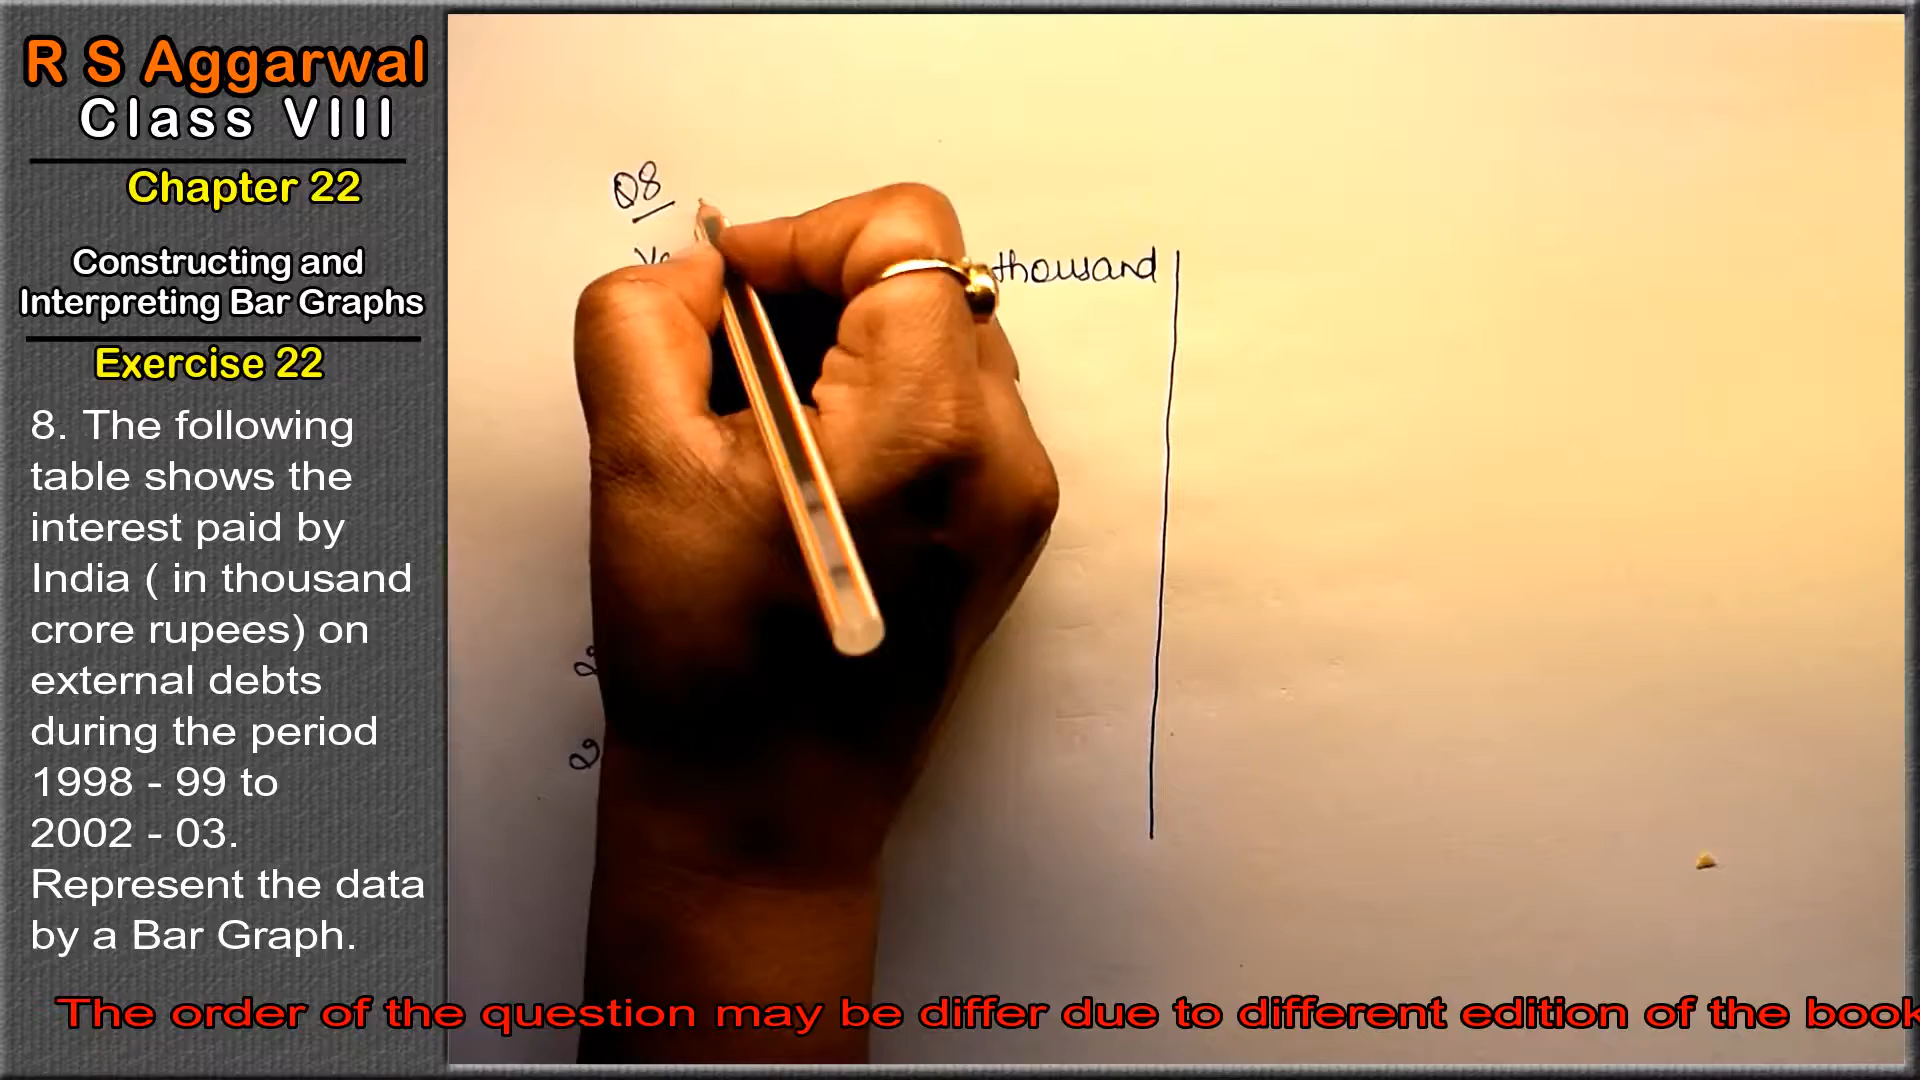 R S Aggarwal
Class VIII
Chapter 22
Constructing and
Interpreting Bar Graphs
Exercise 22
8. The following
table shows the
interest paid by
India ( in thousand
crore rupees) on
external debts
during the period
1998 - 99 to
2002 - 03.
Represent the data
by a Bar Graph.
Q8
thousand
The order of the question may be differ due to different edition of the book